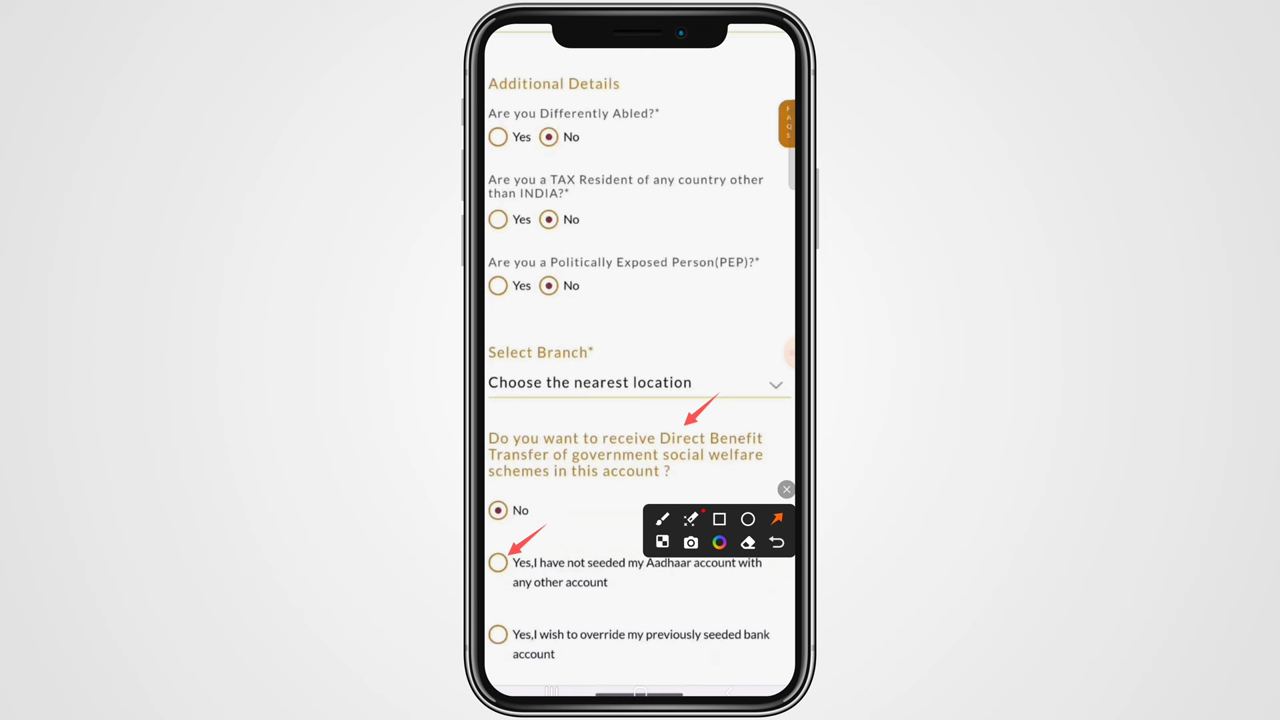 Additional Details
Are you Differently Abled?*
Yes No
FAQS
Are you a TAX Resident of any country other
than INDIA?*
Yes No
Are you a Politically Exposed Person(PEP)?*
Yes No
Select Branch*
Choose the nearest location
Do you want to receive Direct Benefit
Transfer of government social welfare
schemes in this account ?
No
Yes,I have not seeded my Aadhaar account with
any other account
Yes,I wish to override my previously seeded bank
account